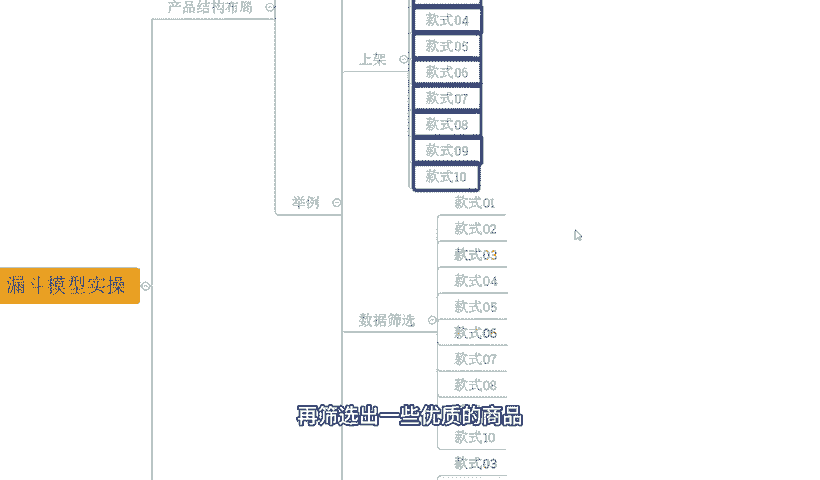 产品结构布局
款式04
款式05
上架
款式06
款式07
款式08
款式09
款式10
举例
款式01
款式02
款式03
漏斗模型实操
款式04
款式05
数据筛选
款式06
款式07
款式08
再筛选出一些优质的商品
款式10
款式03